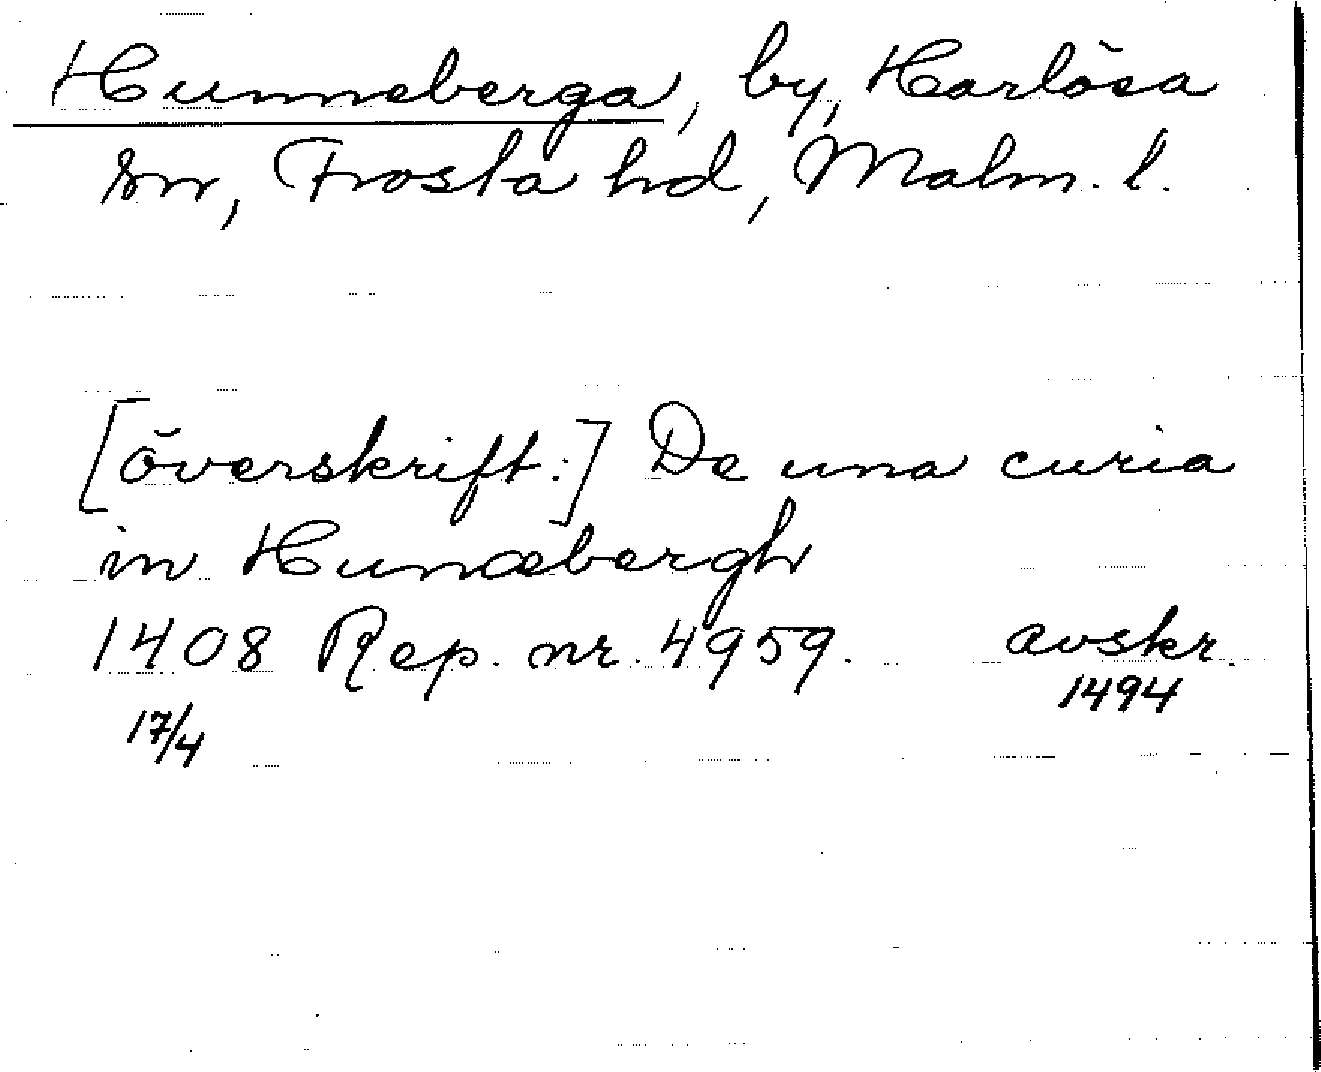 Hunneberga, by, Harlösa
sn, Frosta hd, Malm. l.
[överskrift:] De una curia
in Hunæbergh
1408 Rep. nr. 4959. avskr.
17/4 1494